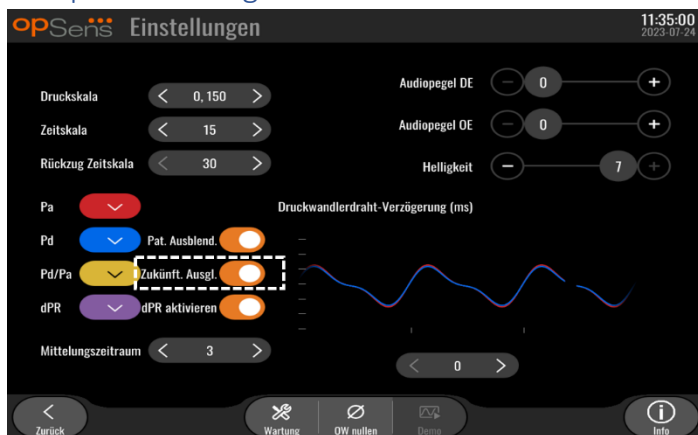 opSens Einstellungen
11:35:00
2023-07-24
Druckskala 0, 150
Zeitskala 15
Rückzug Zeitskala 30
Audiopegel DE 0
Audiopegel OE 0
Helligkeit 7
Pa
Pd Pat. Ausblend.
Pd/Pa Zukünft. Ausgl.
dPR dPR aktivieren
Mittelungszeitraum 3
Druckwandlerdraht-Verzögerung (ms)
0
Zurück
Wartung
OW nullen
Demo
Info